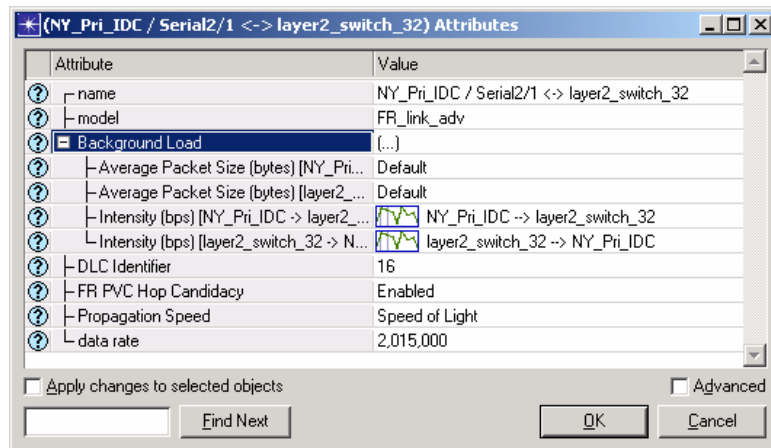 (NY_Pri_IDC / Serial2/1 <-> layer2_switch_32) Attributes
Attribute Value
name NY_Pri_IDC / Serial2/1 <-> layer2_switch_32
model FR_link_adv
Background Load (...)
Average Packet Size (bytes) [NY_Pri... Default
Average Packet Size (bytes) [layer2_... Default
Intensity (bps) [NY_Pri_IDC -> layer2_... NY_Pri_IDC --> layer2_switch_32
Intensity (bps) [layer2_switch_32 -> N... layer2_switch_32 --> NY_Pri_IDC
DLC Identifier 16
FR PVC Hop Candidacy Enabled
Propagation Speed Speed of Light
data rate 2,015,000
Apply changes to selected objects Advanced
Find Next OK Cancel